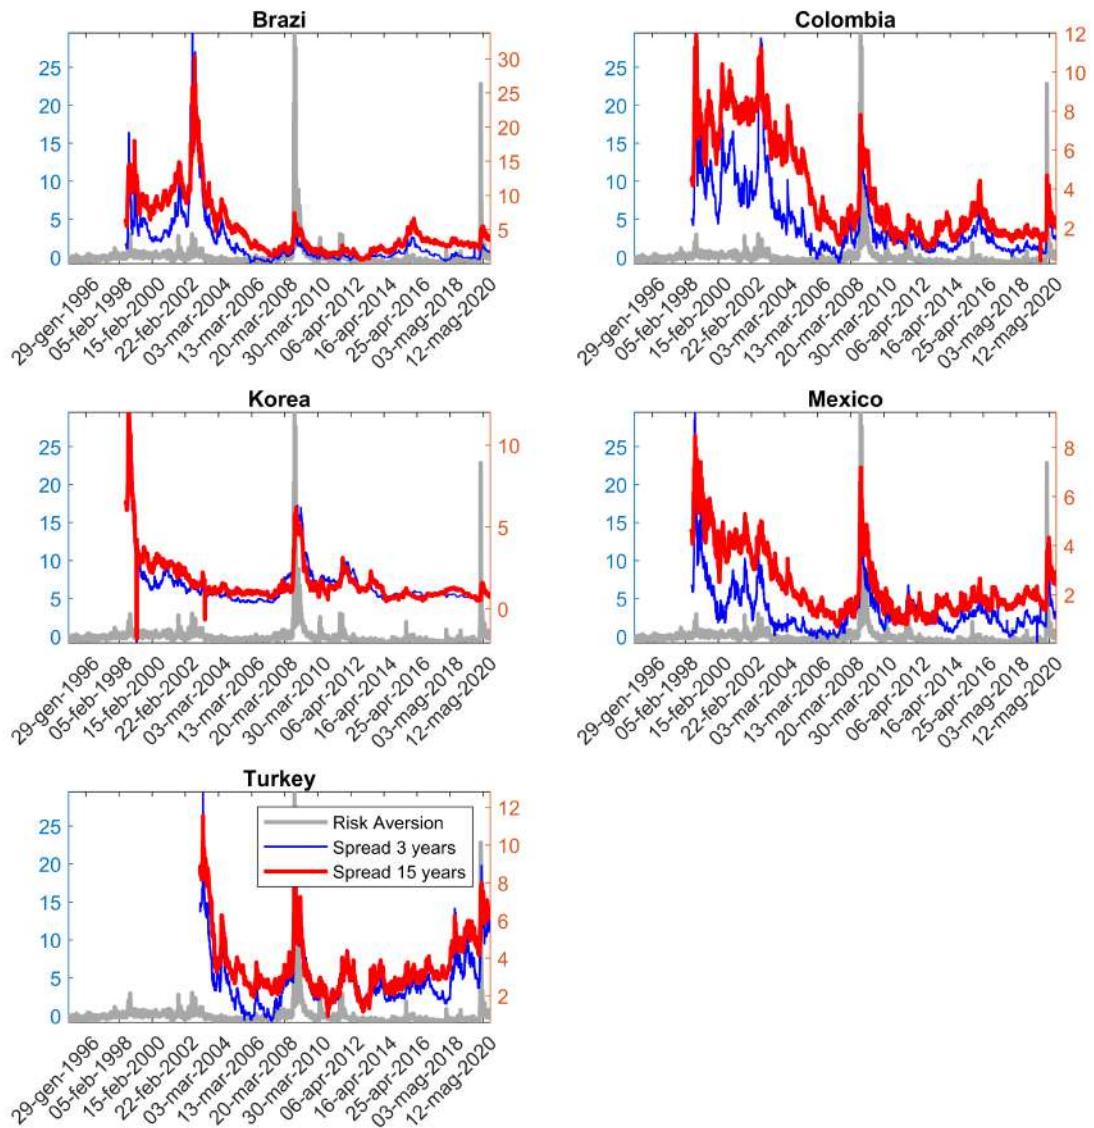 Brazi
25
20
15
10
5
0
30
25
20
15
10
5
29-gen-1996
05-feb-1998
15-feb-2000
22-feb-2002
03-mar-2004
13-mar-2006
20-mar-2008
30-mar-2010
06-apr-2012
16-apr-2014
25-apr-2016
03-mag-2018
12-mag-2020
Colombia
25
20
15
10
5
0
12
10
8
6
4
2
29-gen-1996
05-feb-1998
15-feb-2000
22-feb-2002
03-mar-2004
13-mar-2006
20-mar-2008
30-mar-2010
06-apr-2012
16-apr-2014
25-apr-2016
03-mag-2018
12-mag-2020
Korea
25
20
15
10
5
0
10
5
0
29-gen-1996
05-feb-1998
15-feb-2000
22-feb-2002
03-mar-2004
13-mar-2006
20-mar-2008
30-mar-2010
06-apr-2012
16-apr-2014
25-apr-2016
03-mag-2018
12-mag-2020
Mexico
25
20
15
10
5
0
8
6
4
2
29-gen-1996
05-feb-1998
15-feb-2000
22-feb-2002
03-mar-2004
13-mar-2006
20-mar-2008
30-mar-2010
06-apr-2012
16-apr-2014
25-apr-2016
03-mag-2018
12-mag-2020
Turkey
25
20
15
10
5
0
Risk Aversion
Spread 3 years
Spread 15 years
12
10
8
6
4
2
29-gen-1996
05-feb-1998
15-feb-2000
22-feb-2002
03-mar-2004
13-mar-2006
20-mar-2008
30-mar-2010
06-apr-2012
16-apr-2014
25-apr-2016
03-mag-2018
12-mag-2020